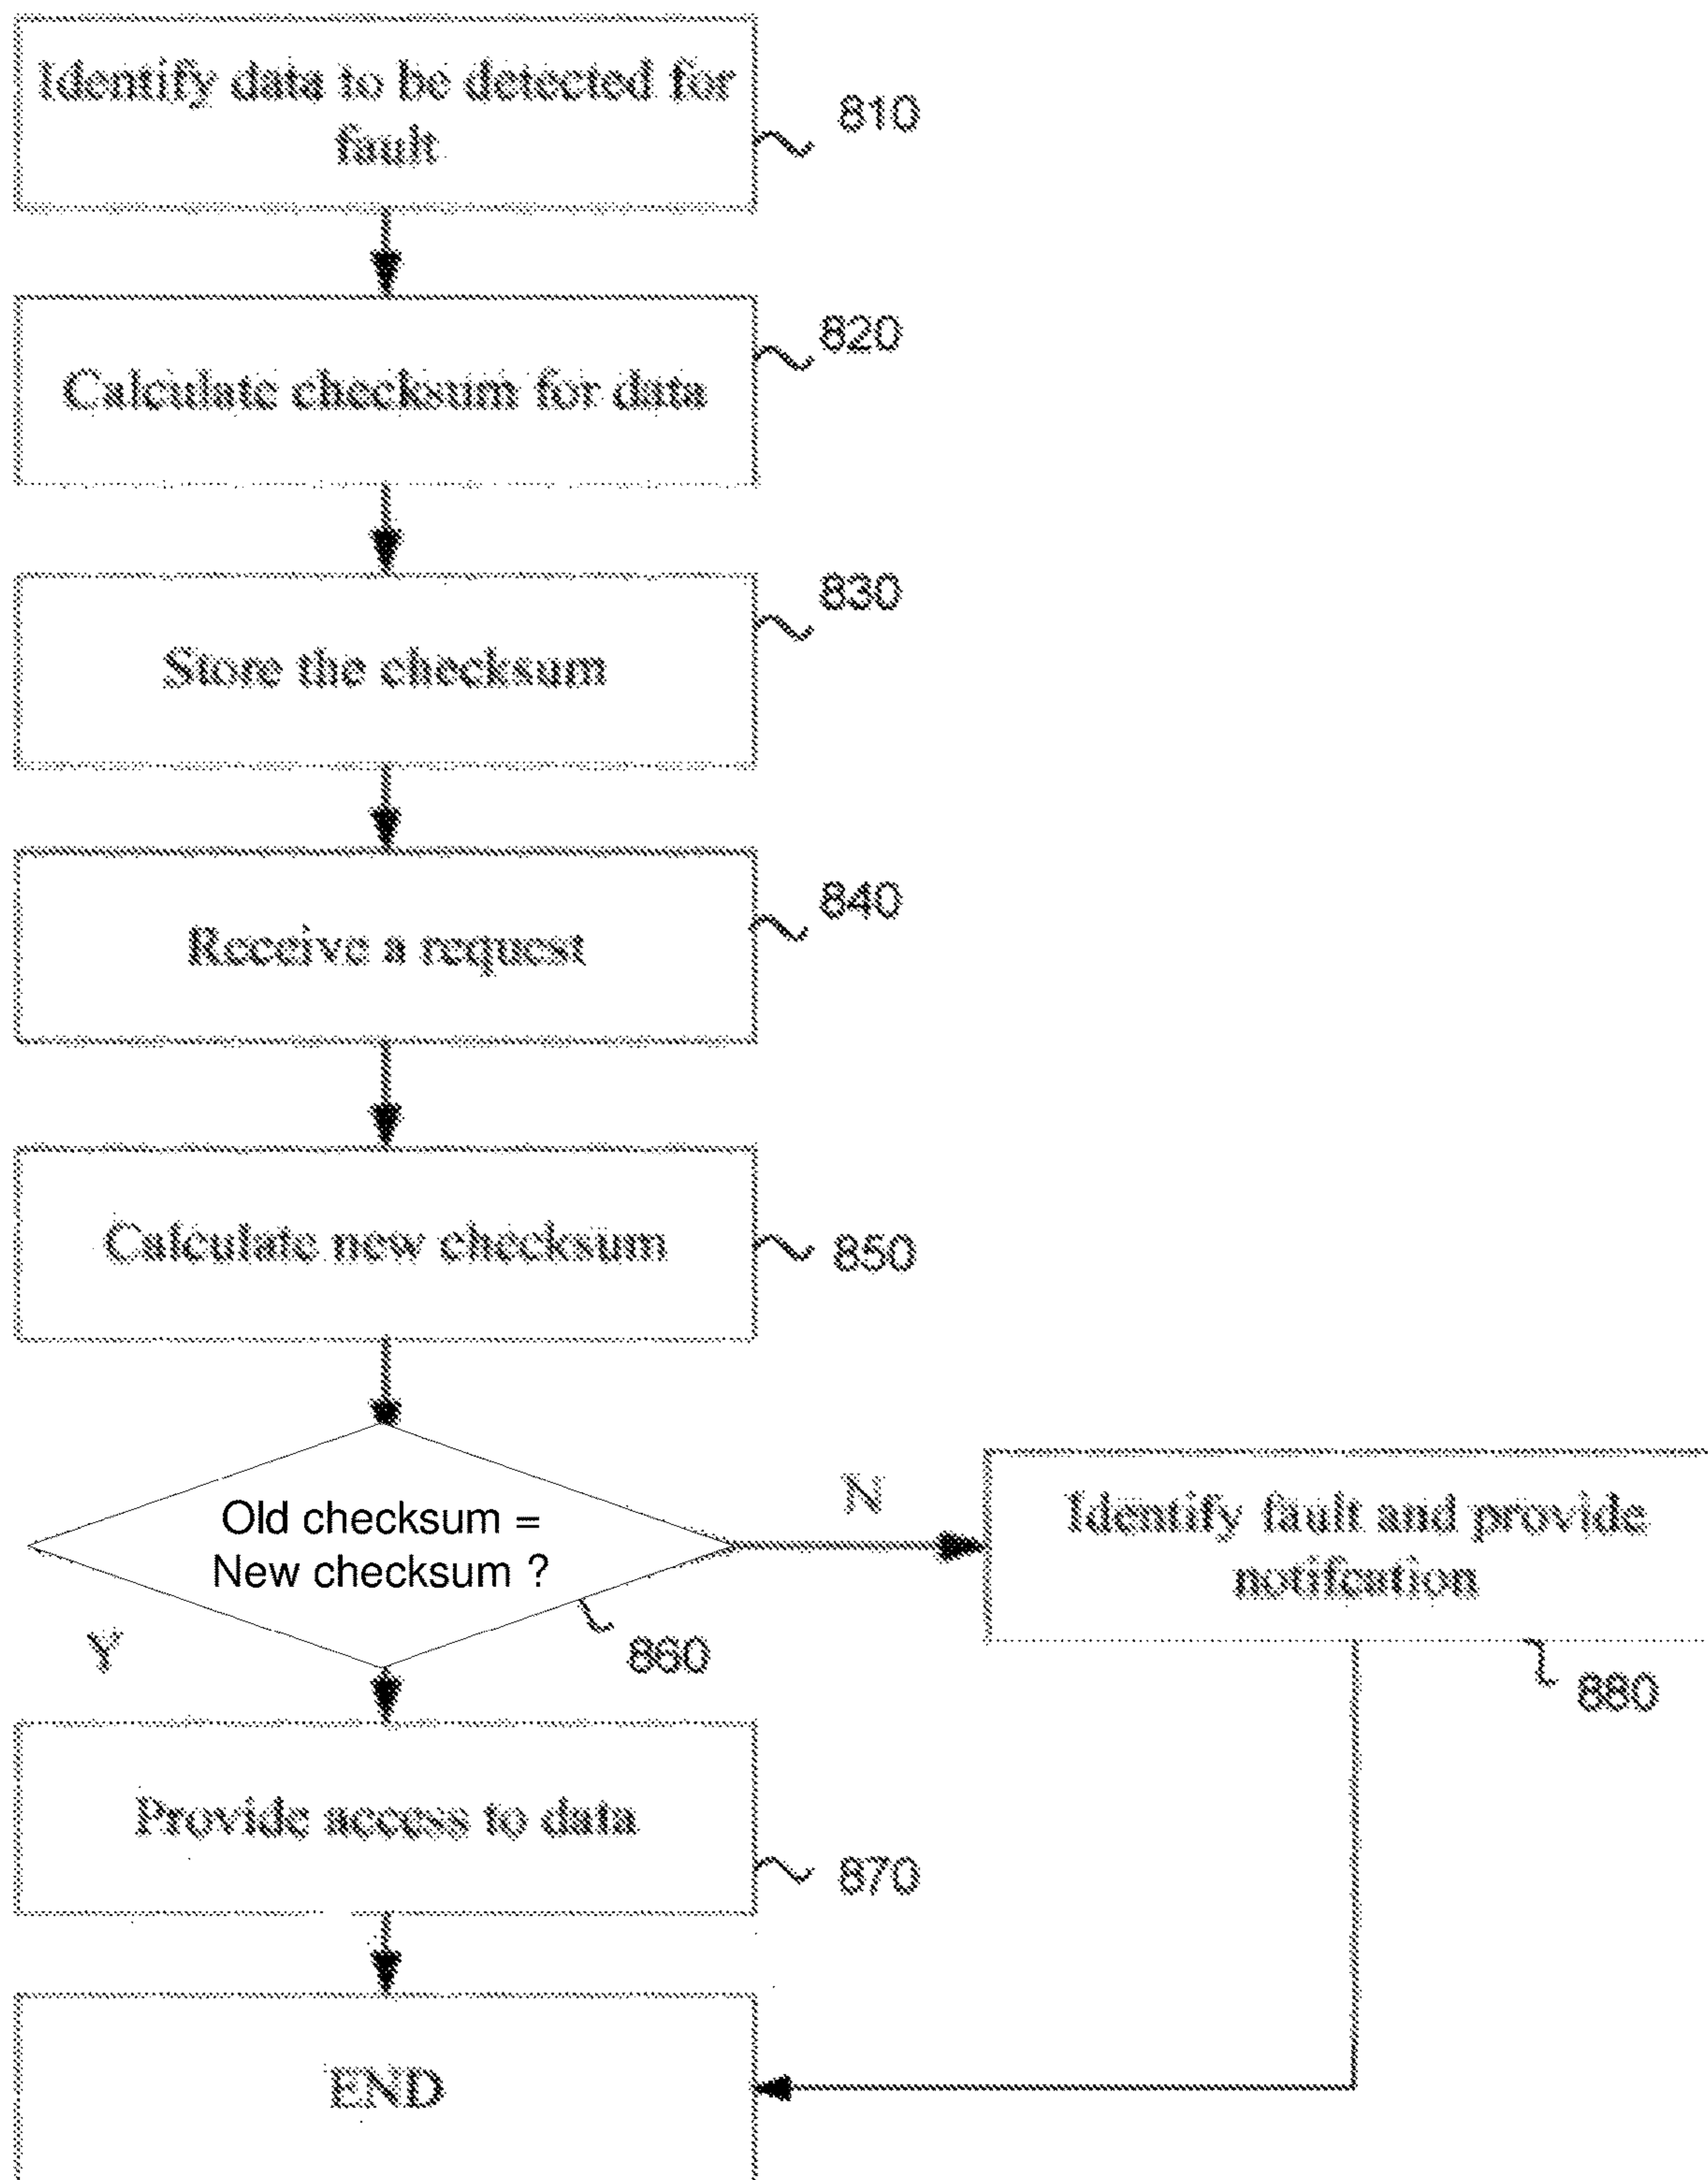 Identify data to be detected for
fault
810
Calculate checksum for data
820
Store the checksum
830
Receive a request
840
Calculate new checksum
850
Old checksum =
New checksum ?
860
N
Identify fault and provide
notifcation
880
Y
Provide access to data
870
END